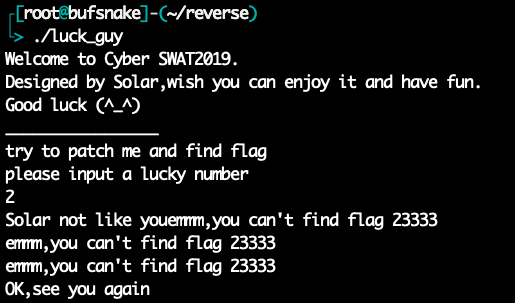 [root@bufsnake]-(~/reverse)
> ./luck_guy
Welcome to Cyber SWAT2019.
Designed by Solar,wish you can enjoy it and have fun.
Good luck (^_^)
_________________
try to patch me and find flag
please input a lucky number
2
Solar not like youemmm,you can't find flag 23333
emmm,you can't find flag 23333
emmm,you can't find flag 23333
OK,see you again